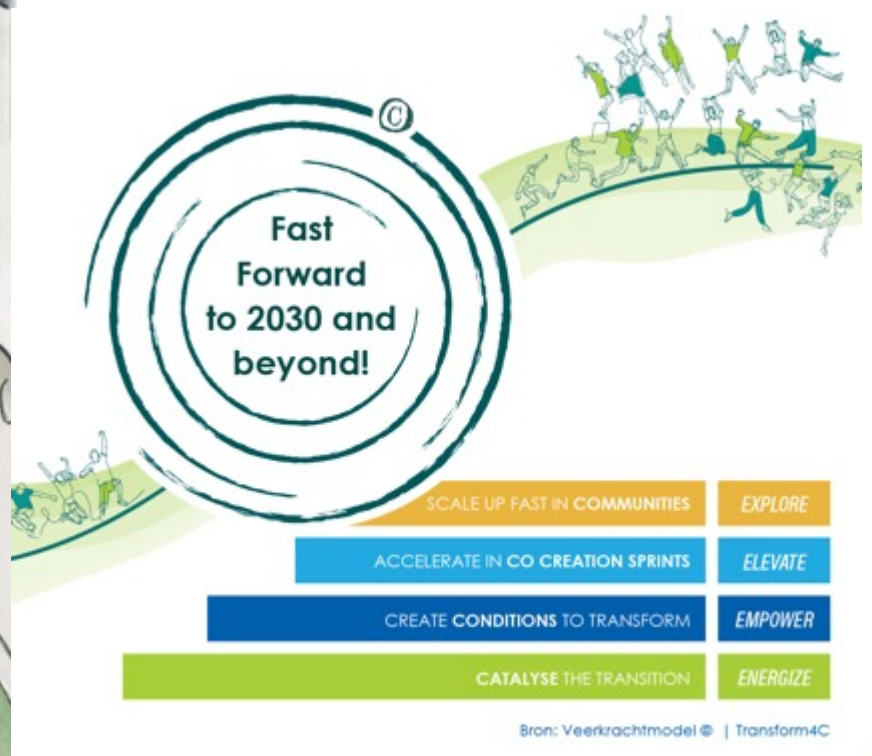 ©
Fast
Forward
to 2030 and
beyond!
SCALE UP FAST IN COMMUNITIES EXPLORE
ACCELERATE IN CO CREATION SPRINTS ELEVATE
CREATE CONDITIONS TO TRANSFORM EMPOWER
CATALYSE THE TRANSITION ENERGIZE
Bron: Veerkrachtmodel © | Transform4C